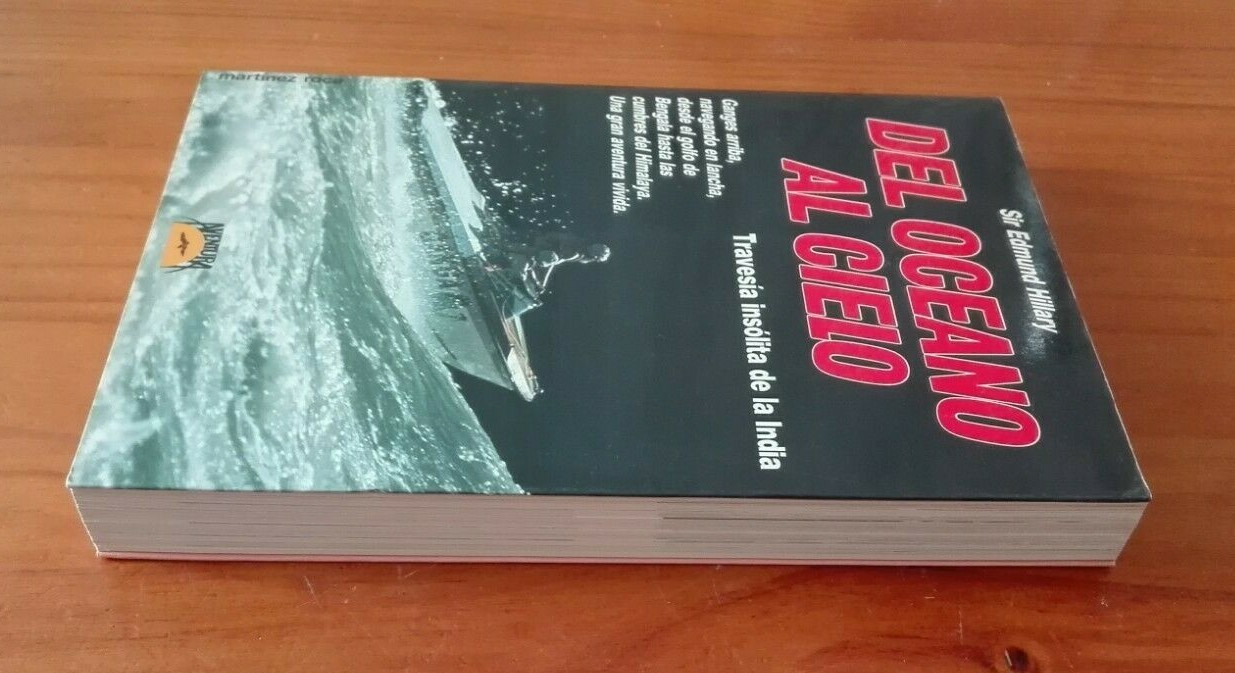 Sir Edmund Hillary
DEL OCEANO
AL CIELO
Travesía insólita de la India
Ganges arriba,
navegando en lancha,
desde el golfo de
Bengala hasta las
cumbres del Himalaya.
Una gran aventura vivida.
AVENTURA
martínez roca